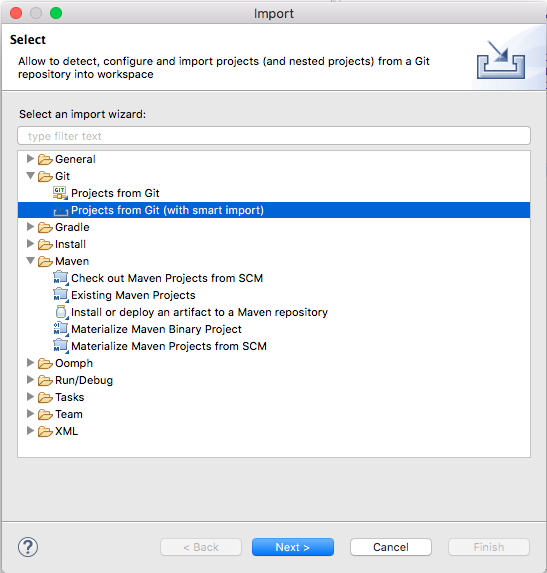 Import
Select
Allow to detect, configure and import projects (and nested projects) from a Git
repository into workspace
Select an import wizard:
type filter text
General
Git
GIT
Projects from Git
Projects from Git (with smart import)
Gradle
Install
Maven
Check out Maven Projects from SCM
Existing Maven Projects
Install or deploy an artifact to a Maven repository
Materialize Maven Binary Project
Materialize Maven Projects from SCM
Oomph
Run/Debug
Tasks
Team
XML
?
< Back
Next >
Cancel
Finish